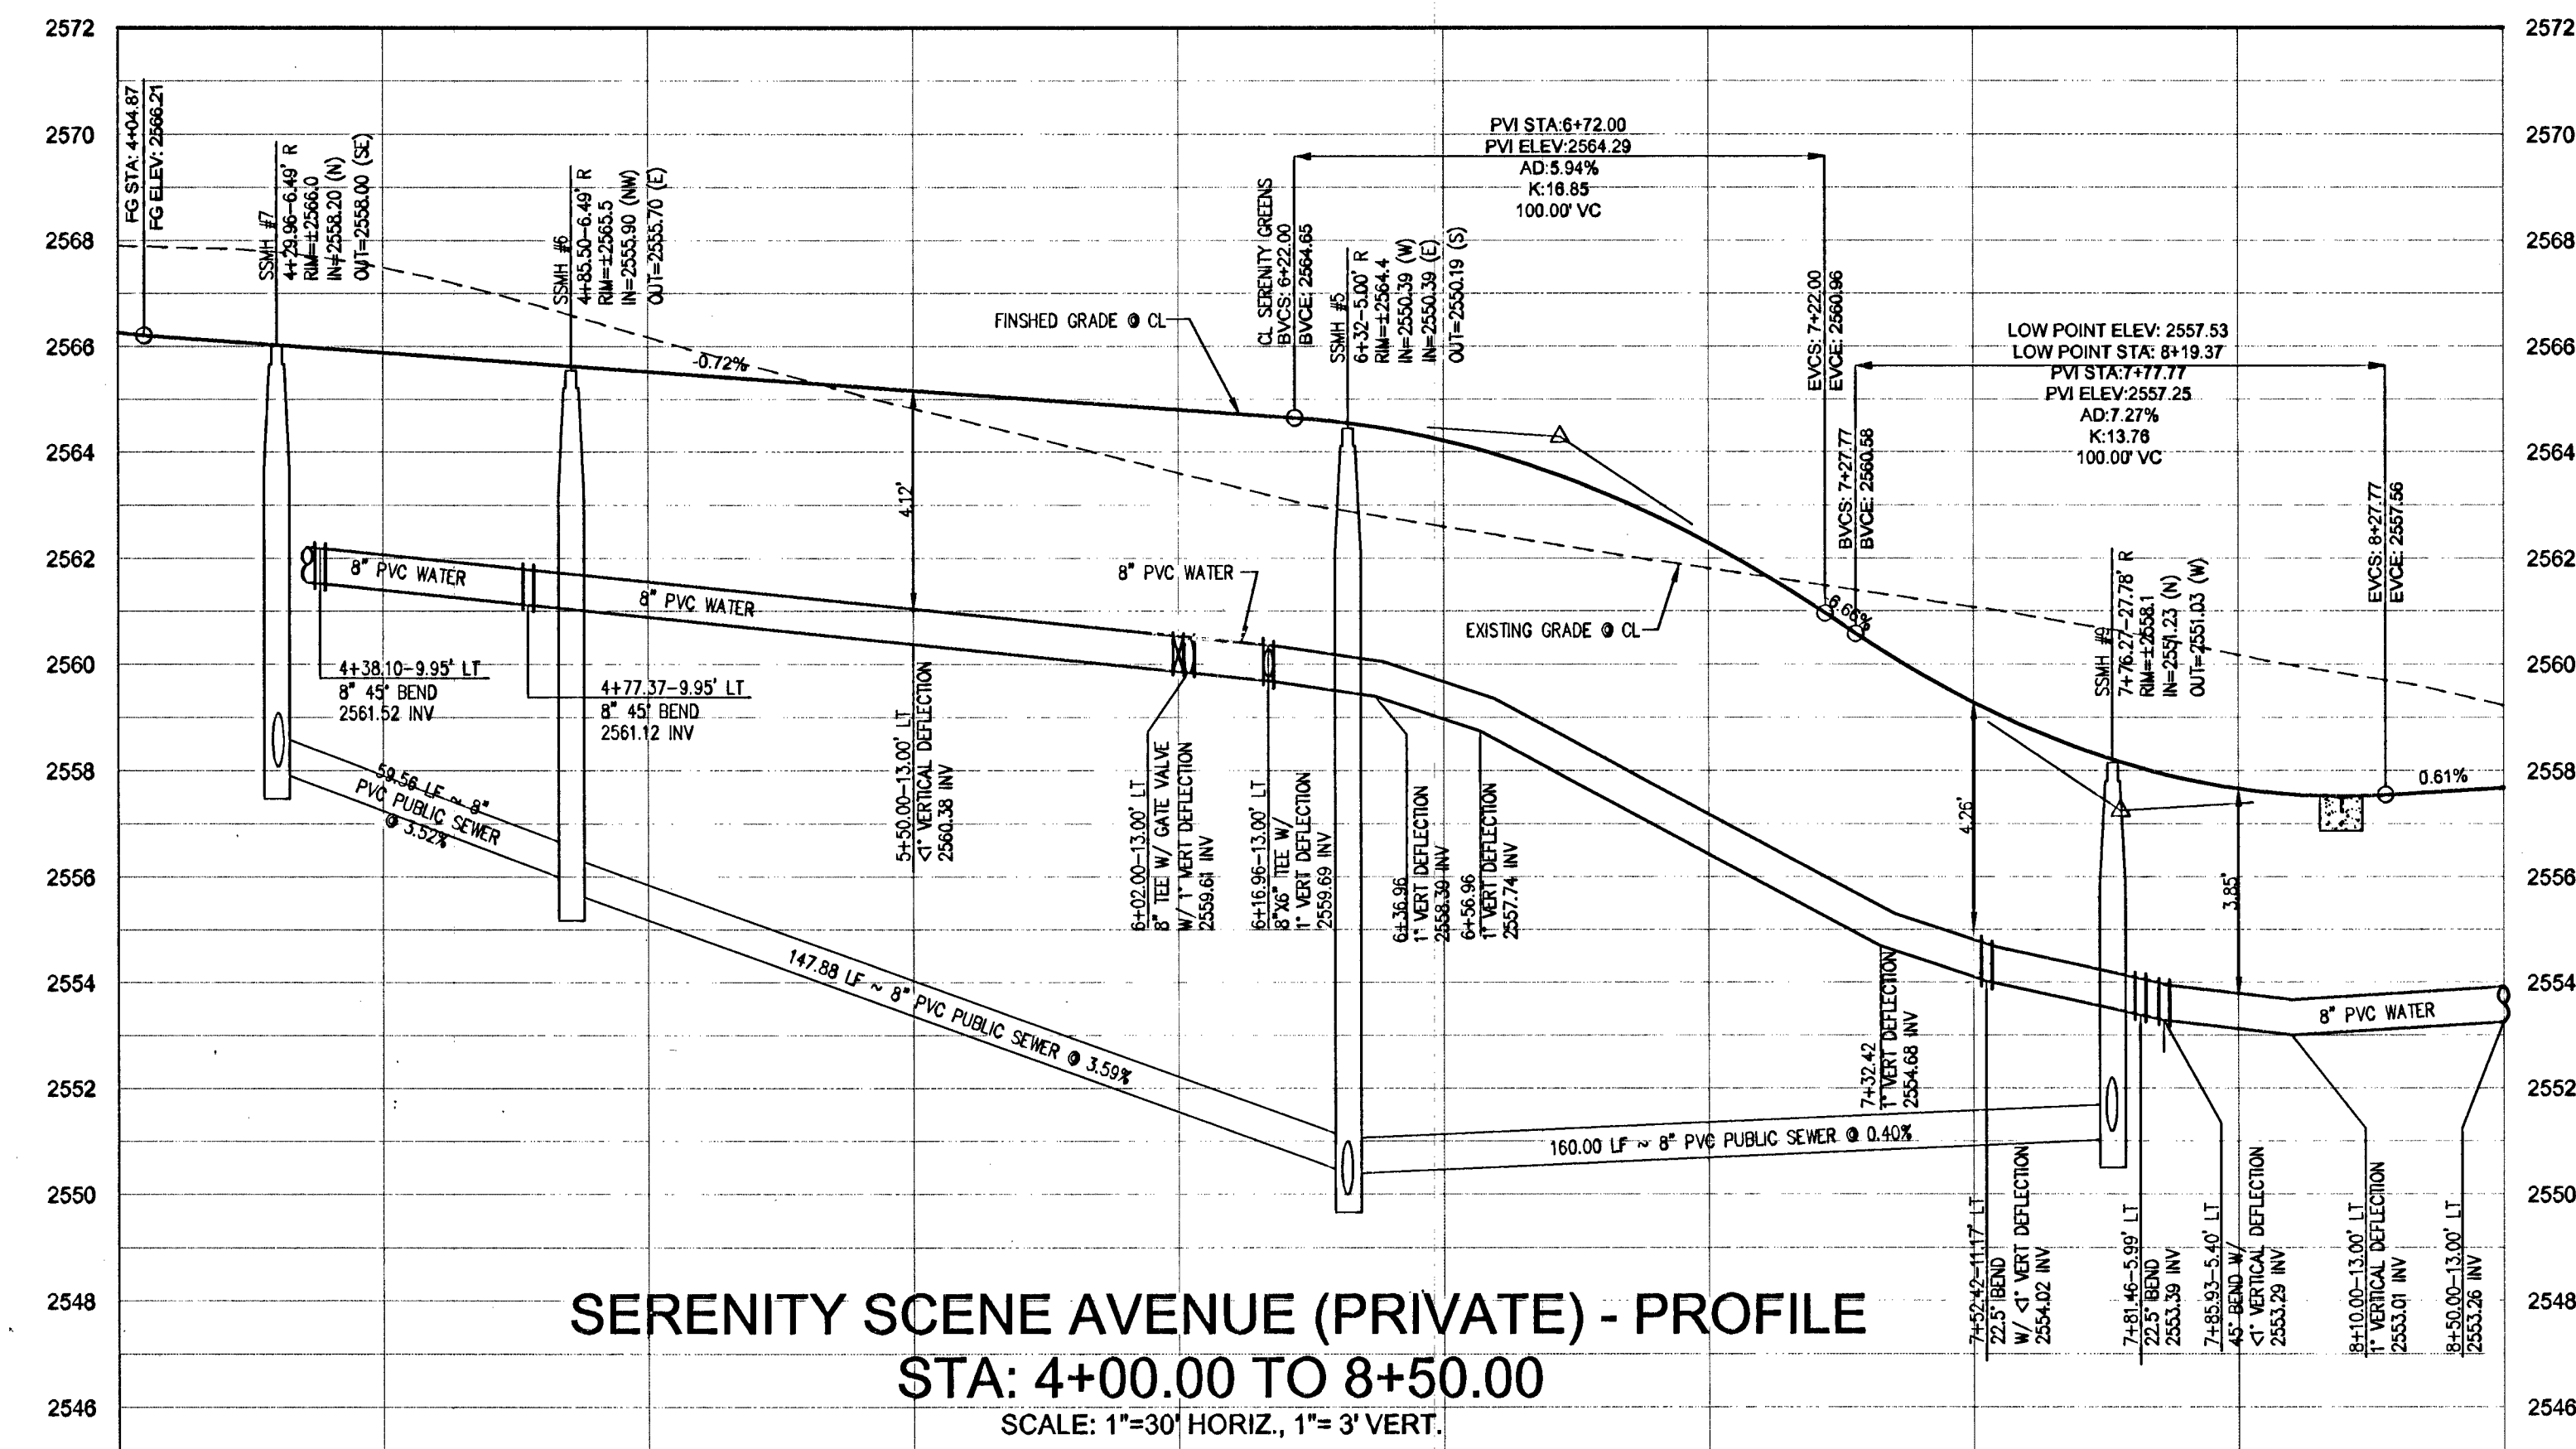 2572
2570
2568
2566
2564
2562
2560
2558
2556
2554
2552
2550
2548
2546
FG STA: 4+04.87
FG ELEV: 2566.21
SSMH #7
4+29.96-6.49' R
RIM=±2566.0
IN=2558.20 (N)
OUT=2558.00 (SE)
SSMH #6
4+85.50-6.49' R
RIM=±2565.5
IN=2555.90 (NW)
OUT=2555.70 (E)
-0.72%
FINSHED GRADE @ CL
CL SERENITY GREENS
BVCS: 6+22.00
BVCE: 2564.65
SSMH #5
6+32-5.00' R
RIM=±2564.4
IN=2550.39 (W)
IN=2550.39 (E)
OUT=2550.19 (S)
PVI STA:6+72.00
PVI ELEV:2564.29
AD:5.94%
K:16.85
100.00' VC
EVCS: 7+22.00
EVCE: 2560.96
-6.66%
BVCS: 7+27.77
BVCE: 2560.58
LOW POINT ELEV: 2557.53
LOW POINT STA: 8+19.37
PVI STA:7+77.77
PVI ELEV:2557.25
AD:7.27%
K:13.76
100.00' VC
SSMH #9
7+76.27-27.78' R
RIM=±2558.1
IN=2551.23 (N)
OUT=2551.03 (W)
EVCS: 8+27.77
EVCE: 2557.56
0.61%
8" PVC WATER
8" PVC WATER
8" PVC WATER
EXISTING GRADE @ CL
4.12'
4.26'
3.85'
8" PVC WATER
4+38.10-9.95' LT
8" 45° BEND
2561.52 INV
4+77.37-9.95' LT
8" 45° BEND
2561.12 INV
5+50.00-13.00' LT
<1° VERTICAL DEFLECTION
2560.38 INV
6+02.00-13.00' LT
8" TEE W/ GATE VALVE
W/ 1° VERT DEFLECTION
2559.61 INV
6+16.96-13.00' LT
8"X6" TEE W/
1° VERT DEFLECTION
2559.69 INV
6+36.96
1° VERT DEFLECTION
2558.39 INV
6+56.96
1° VERT DEFLECTION
2557.74 INV
7+32.42
1° VERT DEFLECTION
2554.68 INV
7+52.42-11.17' LT
22.5° BEND
W/ <1° VERT DEFLECTION
2554.02 INV
7+81.46-5.99' LT
22.5° BEND
2553.39 INV
7+85.93-5.40' LT
45° BEND W/
<1° VERTICAL DEFLECTION
2553.29 INV
8+10.00-13.00' LT
1° VERTICAL DEFLECTION
2553.01 INV
8+50.00-13.00' LT
2553.26 INV
59.56 LF ~ 8"
PVC PUBLIC SEWER
@ 3.52%
147.88 LF ~ 8" PVC PUBLIC SEWER @ 3.59%
160.00 LF ~ 8" PVC PUBLIC SEWER @ 0.40%
SERENITY SCENE AVENUE (PRIVATE) - PROFILE
STA: 4+00.00 TO 8+50.00
SCALE: 1"=30' HORIZ., 1"= 3' VERT.
2572
2570
2568
2566
2564
2562
2560
2558
2556
2554
2552
2550
2548
2546